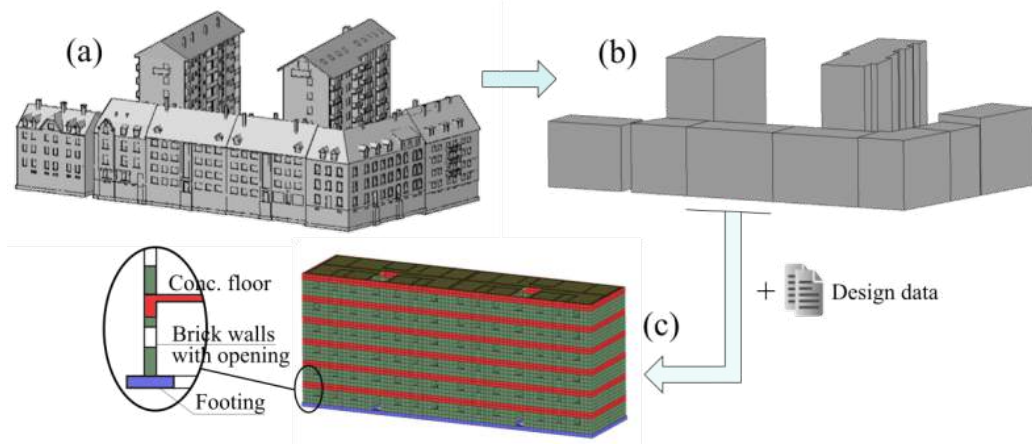 (a)
(b)
Conc. floor
Brick walls
with opening
Footing
(c)
+
Design data